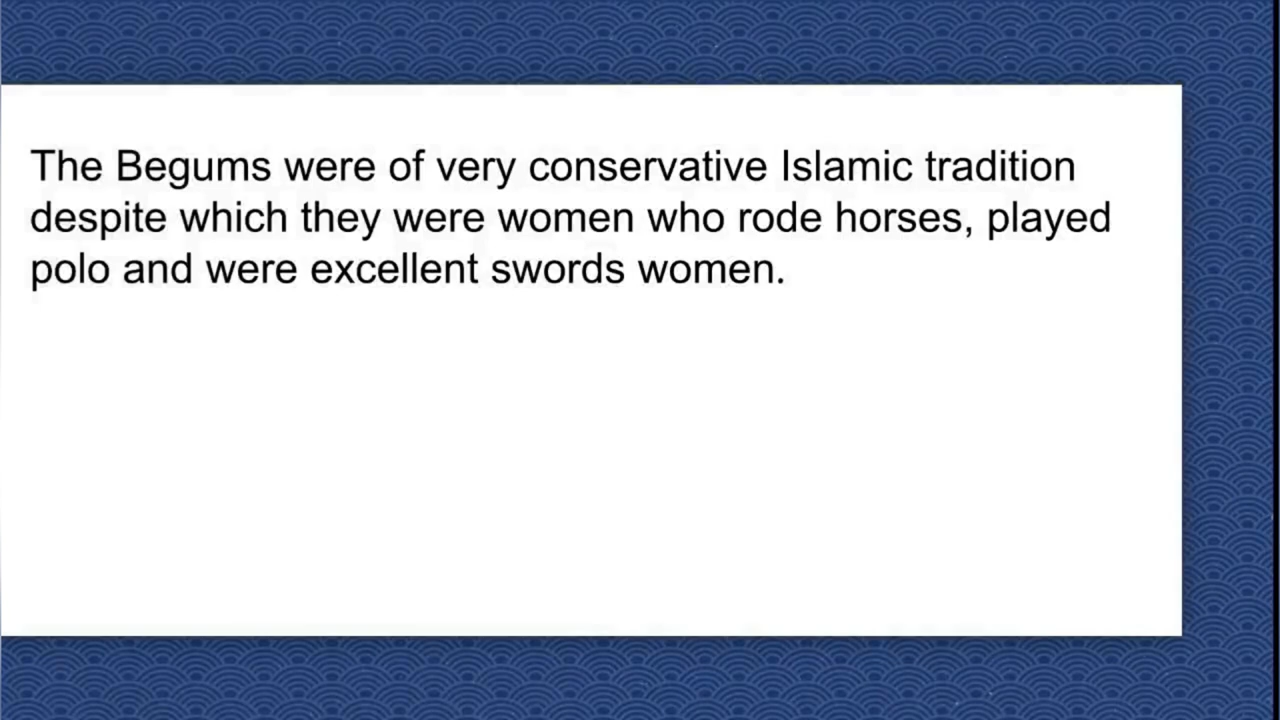 The Begums were of very conservative Islamic tradition
despite which they were women who rode horses, played
polo and were excellent swords women.